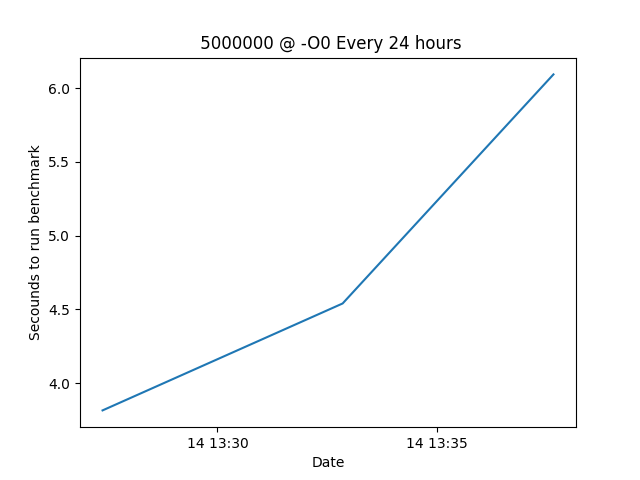 5000000 @ -O0 Every 24 hours
6.0
5.5
5.0
4.5
4.0
Secounds to run benchmark
14 13:30
14 13:35
Date